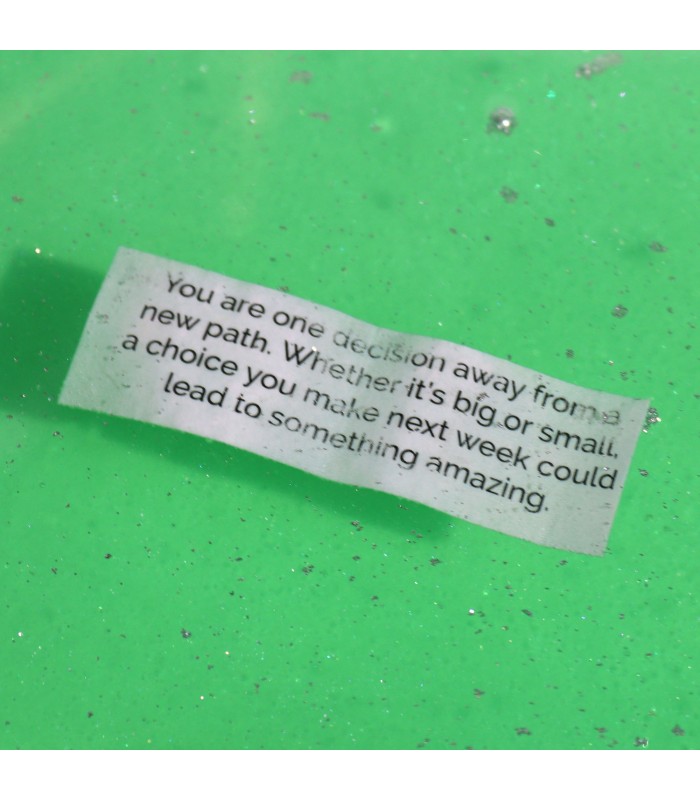 You are one decision away from a
new path. Whether it's big or small,
a choice you make next week could
lead to something amazing.